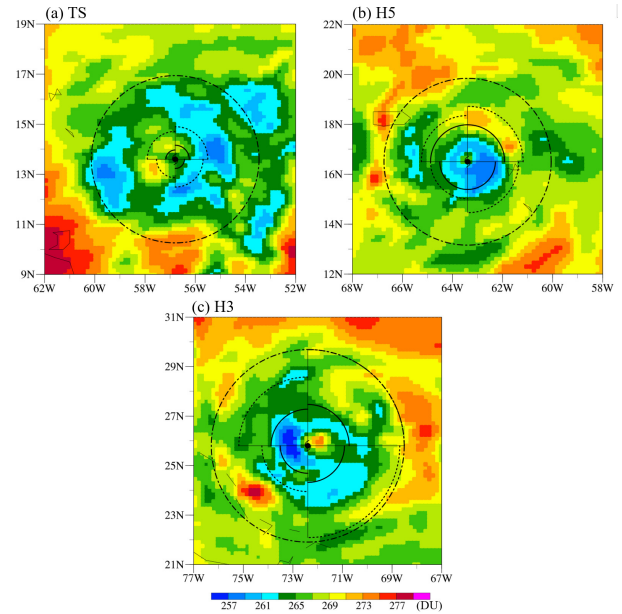 (a) TS
19N
17N
15N
13N
11N
9N
62W 60W 58W 56W 54W 52W
(b) H5
22N
20N
18N
16N
14N
12N
68W 66W 64W 62W 60W 58W
(c) H3
31N
29N
27N
25N
23N
21N
77W 75W 73W 71W 69W 67W
257 261 265 269 273 277 (DU)